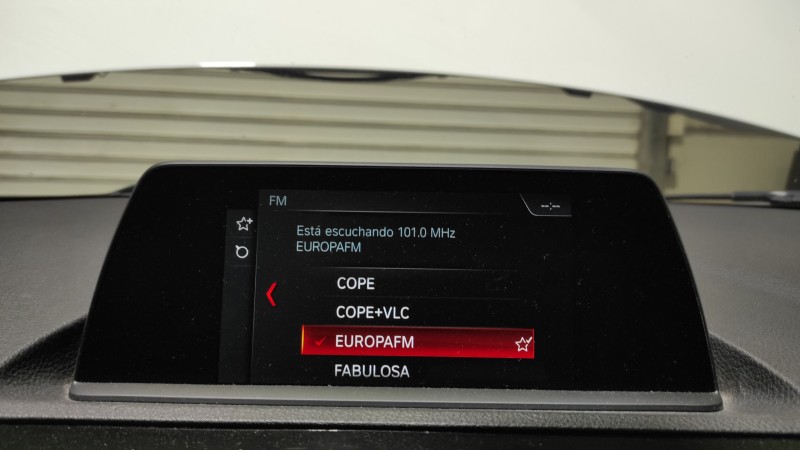 FM
--:--
Está escuchando 101.0 MHz
EUROPAFM
COPE
COPE+VLC
EUROPAFM
FABULOSA